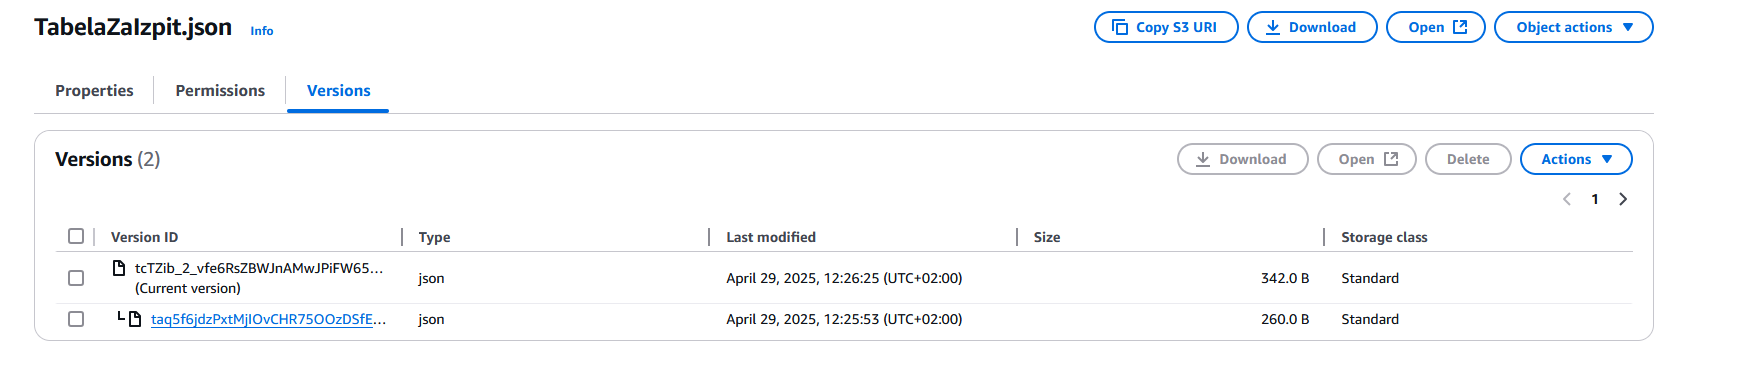 TabelaZaIzpit.json Info
Copy S3 URI Download Open Object actions
Properties Permissions Versions
Versions (2)
Download Open Delete Actions
1
Version ID Type Last modified Size Storage class
tcTZib_2_vfe6RsZBWJnAMwJPiFW65...
(Current version)
json April 29, 2025, 12:26:25 (UTC+02:00) 342.0 B Standard
taq5f6jdzPxtMjIOvCHR75OOzDSfE... json April 29, 2025, 12:25:53 (UTC+02:00) 260.0 B Standard